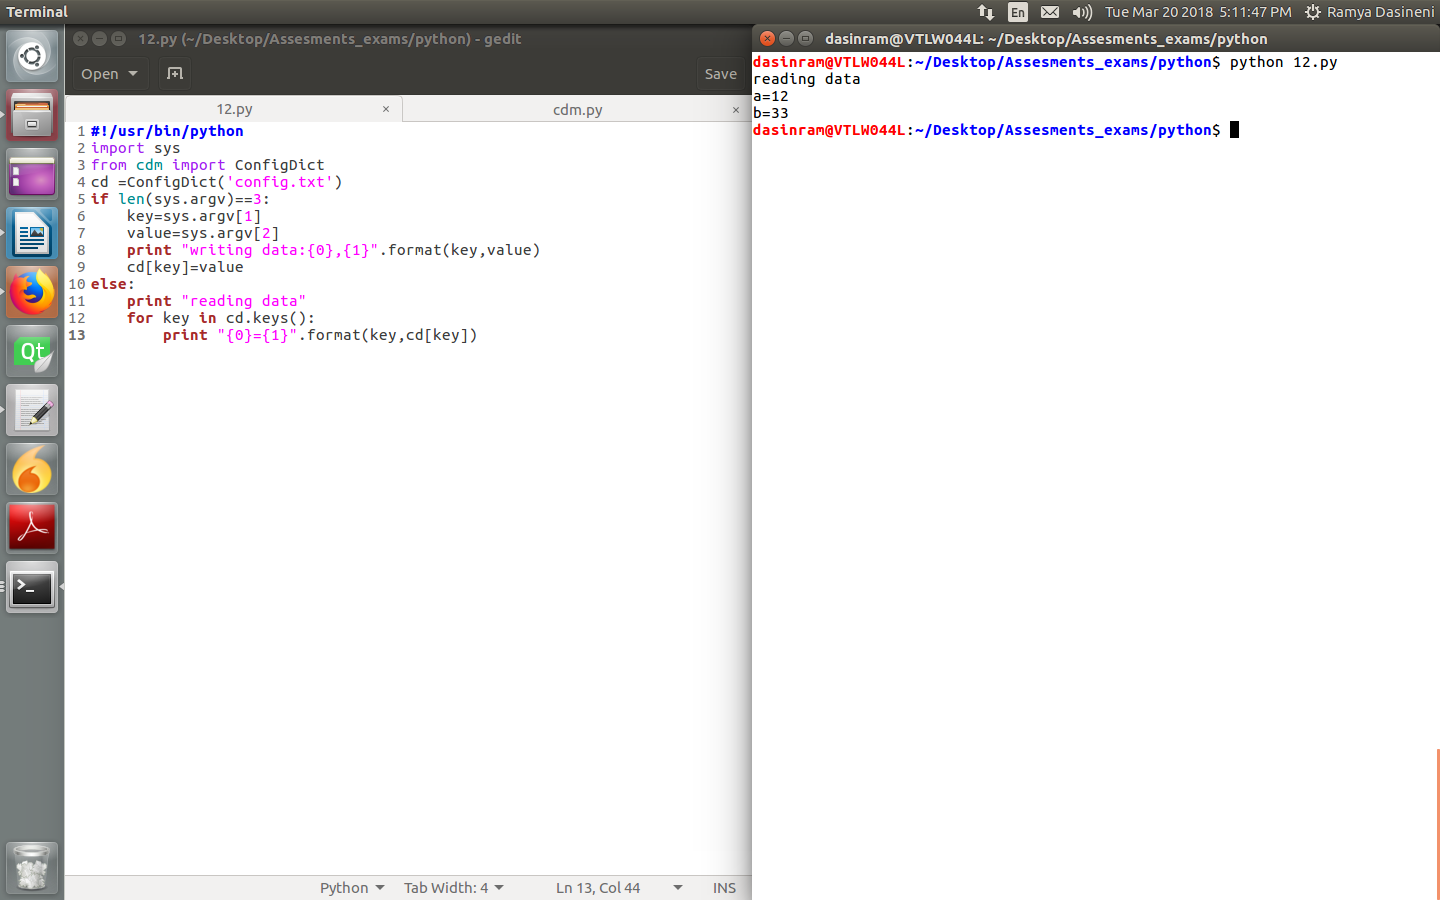 Terminal
En
Tue Mar 20 2018 5:11:47 PM
Ramya Dasineni
12.py (~/Desktop/Assesments_exams/python) - gedit
Open
Save
12.py ×
cdm.py ×
1 #!/usr/bin/python
2 import sys
3 from cdm import ConfigDict
4 cd =ConfigDict('config.txt')
5 if len(sys.argv)==3:
6     key=sys.argv[1]
7     value=sys.argv[2]
8     print "writing data:{0},{1}".format(key,value)
9     cd[key]=value
10 else:
11     print "reading data"
12     for key in cd.keys():
13         print "{0}={1}".format(key,cd[key])
Python
Tab Width: 4
Ln 13, Col 44
INS
dasinram@VTLW044L: ~/Desktop/Assesments_exams/python
dasinram@VTLW044L:~/Desktop/Assesments_exams/python$ python 12.py
reading data
a=12
b=33
dasinram@VTLW044L:~/Desktop/Assesments_exams/python$
Qt
>_